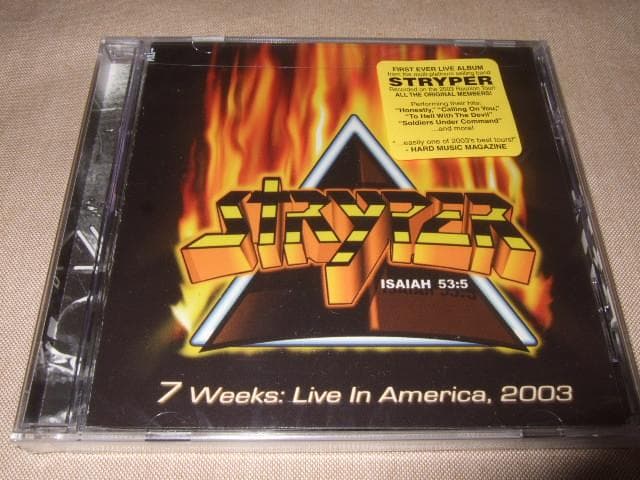 FIRST EVER LIVE ALBUM
from the multi-platinum selling band
STRYPER
Recorded on the 2003 Reunion Tour!
ALL THE ORIGINAL MEMBERS!
Performing their hits:
"Honestly," "Calling On You,"
"To Hell With The Devil"
"Soldiers Under Command"
...and more!
"...easily one of 2003's best tours!"
- HARD MUSIC MAGAZINE
STRYPER
ISAIAH 53:5
7 Weeks: Live In America, 2003